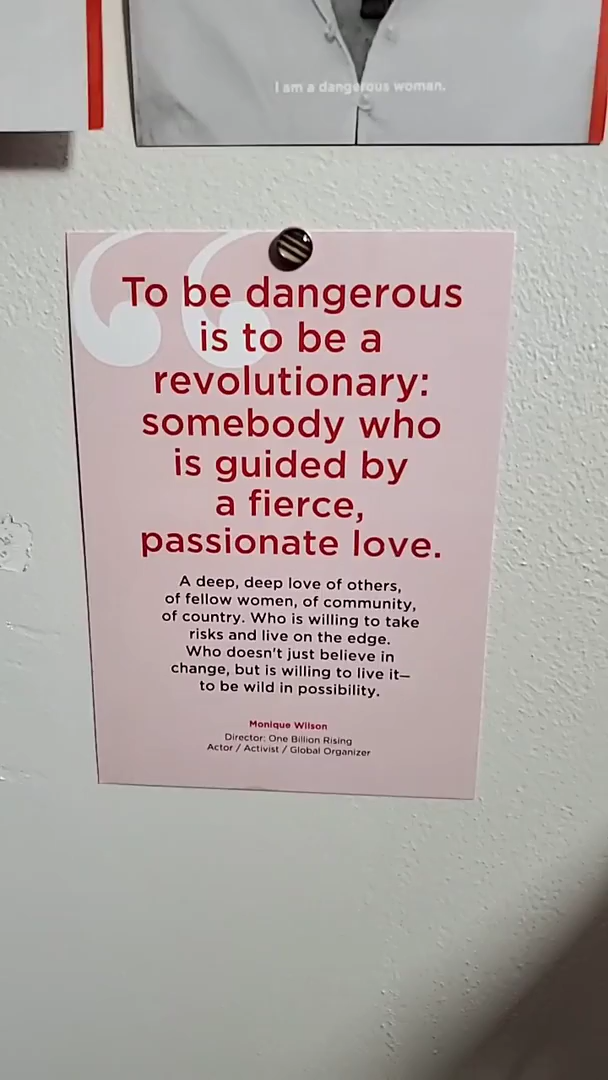 I am a dangerous woman.
To be dangerous
is to be a
revolutionary:
somebody who
is guided by
a fierce,
passionate love.
A deep, deep love of others,
of fellow women, of community,
of country. Who is willing to take
risks and live on the edge.
Who doesn't just believe in
change, but is willing to live it—
to be wild in possibility.
Monique Wilson
Director: One Billion Rising
Actor / Activist / Global Organizer